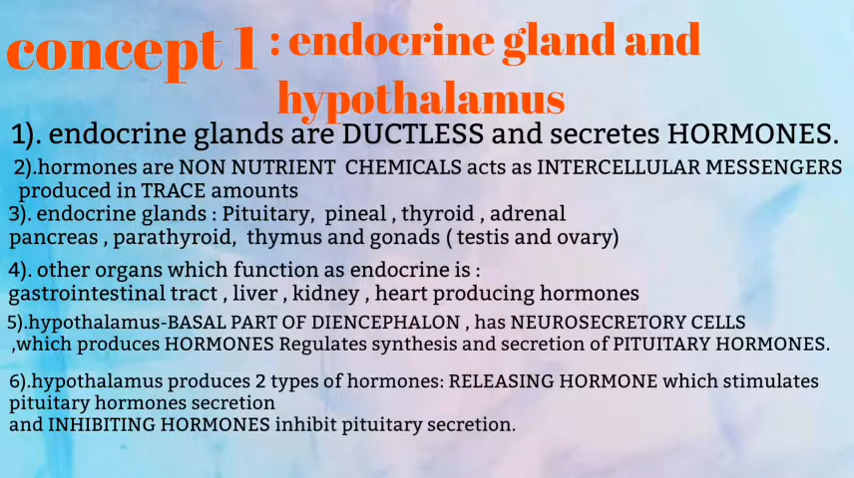 concept 1 : endocrine gland and
hypothalamus
1). endocrine glands are DUCTLESS and secretes HORMONES.
2).hormones are NON NUTRIENT CHEMICALS acts as INTERCELLULAR MESSENGERS
produced in TRACE amounts
3). endocrine glands : Pituitary, pineal , thyroid , adrenal
pancreas , parathyroid, thymus and gonads ( testis and ovary)
4). other organs which function as endocrine is :
gastrointestinal tract , liver , kidney , heart producing hormones
5).hypothalamus-BASAL PART OF DIENCEPHALON , has NEUROSECRETORY CELLS
,which produces HORMONES Regulates synthesis and secretion of PITUITARY HORMONES.
6).hypothalamus produces 2 types of hormones: RELEASING HORMONE which stimulates
pituitary hormones secretion
and INHIBITING HORMONES inhibit pituitary secretion.